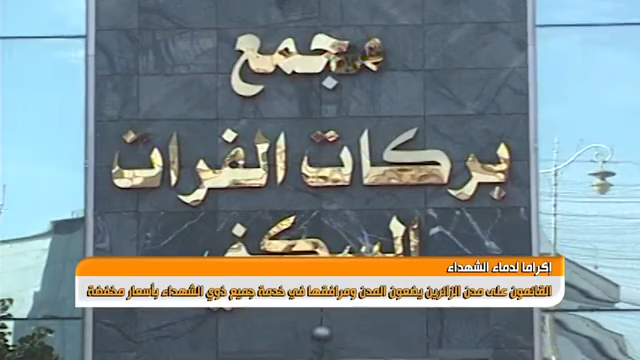 مجمع
بركات الفرات
السكني
إكراما لدماء الشهداء
القائمون على مدن الزائرين يضعون المدن ومرافقها في خدمة جميع ذوي الشهداء بأسعار مخفضة